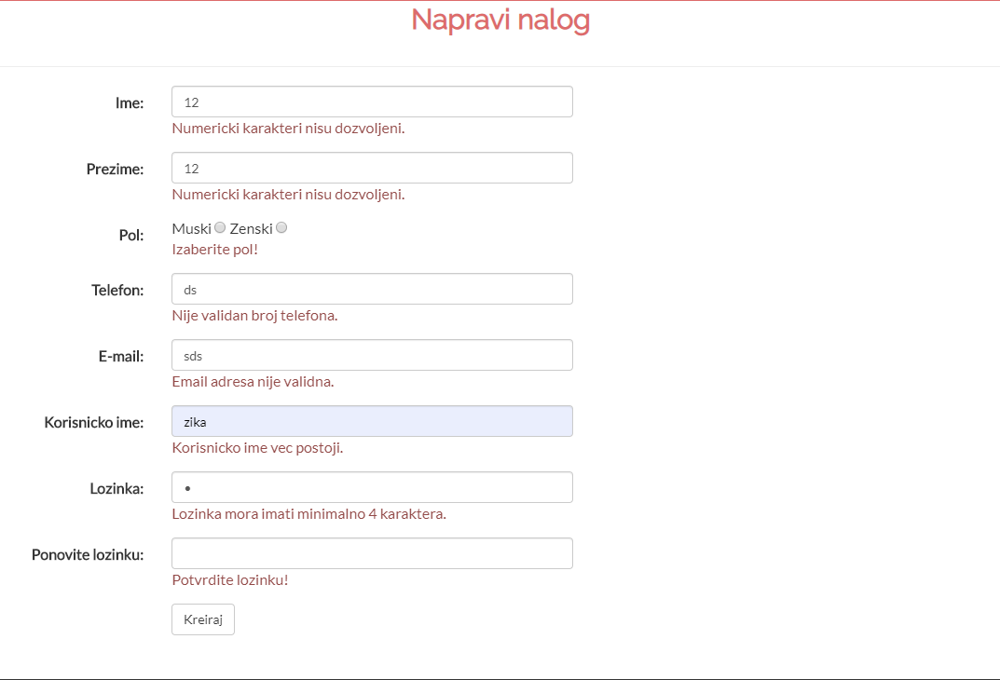 Napravi nalog
Ime: 12
Numericki karakteri nisu dozvoljeni.
Prezime: 12
Numericki karakteri nisu dozvoljeni.
Pol: Muski Zenski
Izaberite pol!
Telefon: ds
Nije validan broj telefona.
E-mail: sds
Email adresa nije validna.
Korisnicko ime: zika
Korisnicko ime vec postoji.
Lozinka: •
Lozinka mora imati minimalno 4 karaktera.
Ponovite lozinku:
Potvrdite lozinku!
Kreiraj